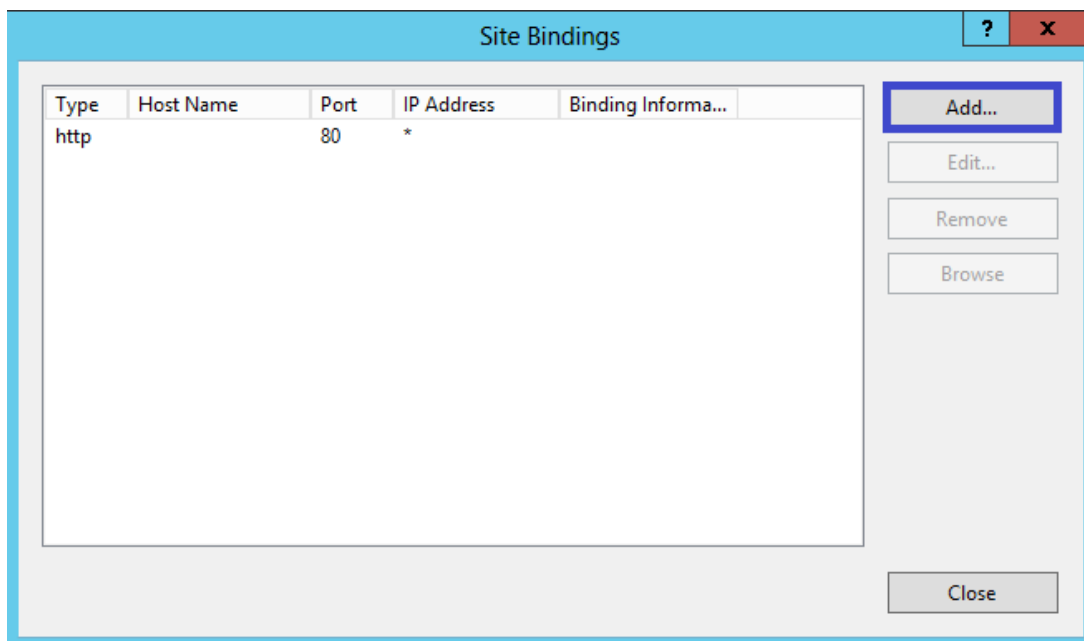 Site Bindings
? x
Type Host Name Port IP Address Binding Informa...
http 80 *
Add...
Edit...
Remove
Browse
Close